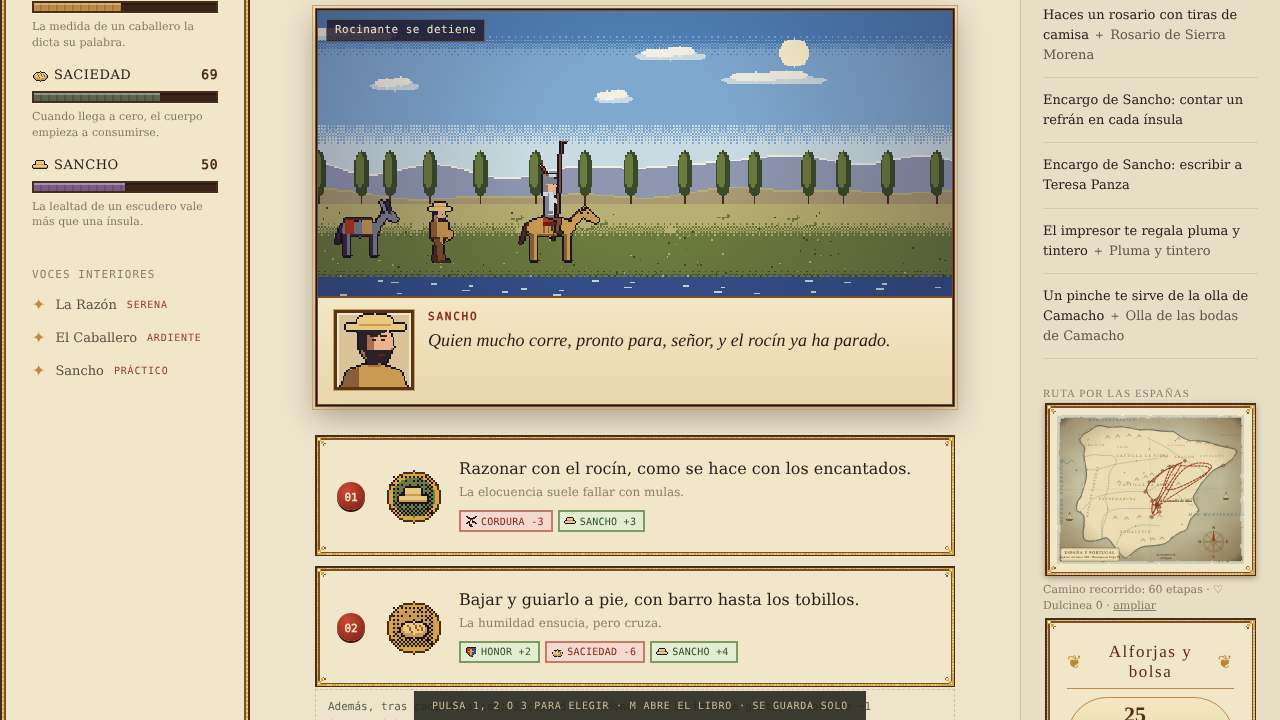 La medida de un caballero la
dicta su palabra.
SACIEDAD 69
Cuando llega a cero, el cuerpo
empieza a consumirse.
SANCHO 50
La lealtad de un escudero vale
más que una ínsula.
VOCES INTERIORES
La Razón SERENA
El Caballero ARDIENTE
Sancho PRÁCTICO
Rocinante se detiene
SANCHO
Quien mucho corre, pronto para, señor, y el rocín ya ha parado.
01
Razonar con el rocín, como se hace con los encantados.
La elocuencia suele fallar con mulas.
CORDURA -3 SANCHO +3
02
Bajar y guiarlo a pie, con barro hasta los tobillos.
La humildad ensucia, pero cruza.
HONOR +2 SACIEDAD -6 SANCHO +4
Además, tras
PULSA 1, 2 O 3 PARA ELEGIR · M ABRE EL LIBRO · SE GUARDA SOLO
Haces un rosario con tiras de
camisa + Rosario de Sierra
Morena
Encargo de Sancho: contar un
refrán en cada ínsula
Encargo de Sancho: escribir a
Teresa Panza
El impresor te regala pluma y
tintero + Pluma y tintero
Un pinche te sirve de la olla de
Camacho + Olla de las bodas
de Camacho
RUTA POR LAS ESPAÑAS
ESPAÑA Y PORTUGAL
Camino recorrido: 60 etapas · ♡
Dulcinea 0 · ampliar
Alforjas y
bolsa
25